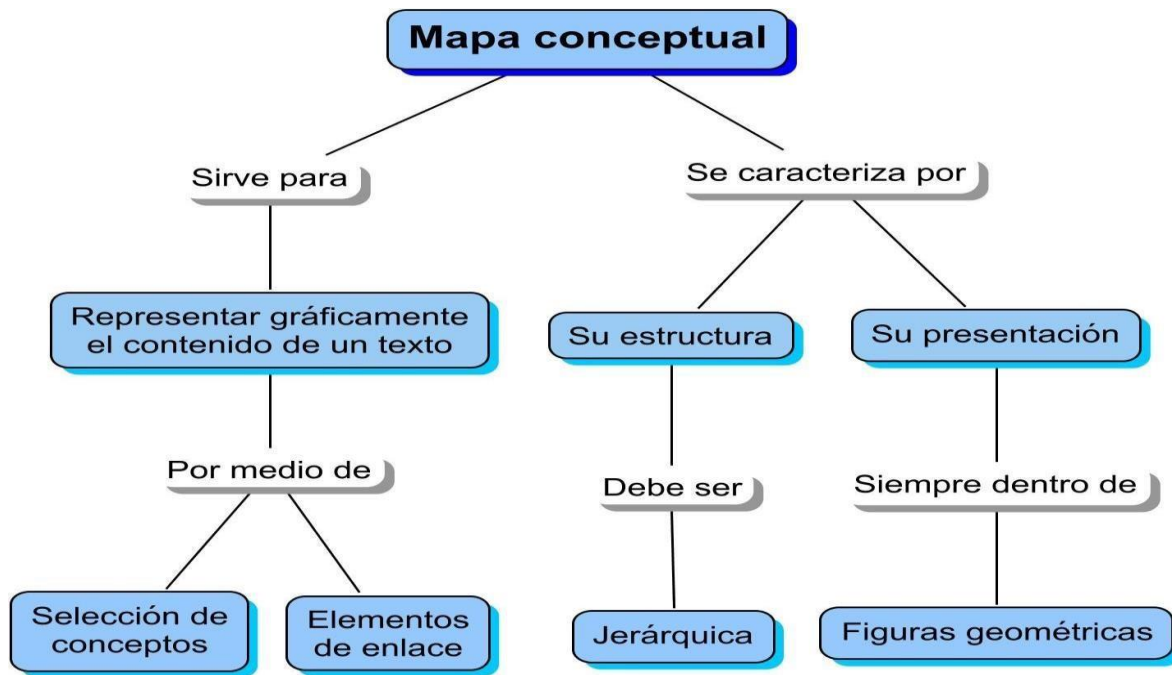 Mapa conceptual
Sirve para
Se caracteriza por
Representar gráficamente
el contenido de un texto
Su estructura
Su presentación
Por medio de
Debe ser
Siempre dentro de
Selección de
conceptos
Elementos
de enlace
Jerárquica
Figuras geométricas